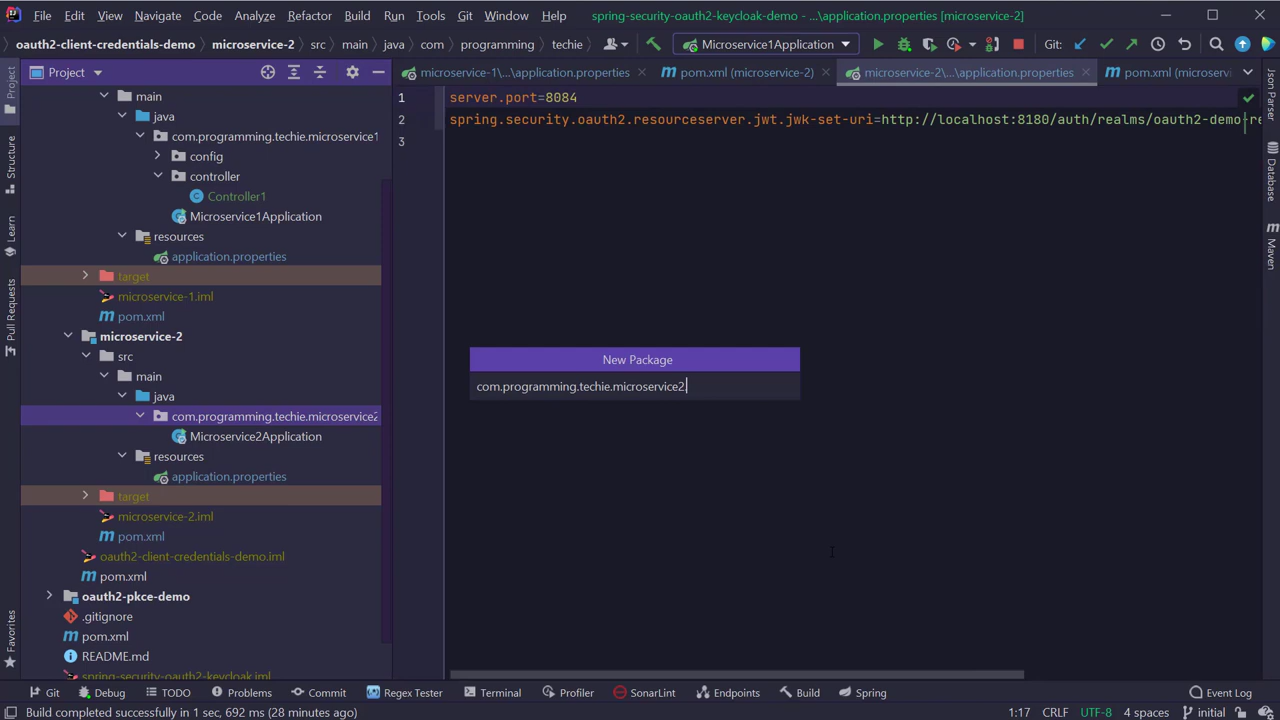 File Edit View Navigate Code Analyze Refactor Build Run Tools Git Window Help spring-security-oauth2-keycloak-demo - ...\application.properties [microservice-2]
oauth2-client-credentials-demo microservice-2 src main java com programming techie Microservice1Application Git:
Project microservice-1\...\application.properties pom.xml (microservice-2) microservice-2\...\application.properties pom.xml (microserv
1 server.port=8084
2 spring.security.oauth2.resourceserver.jwt.jwk-set-uri=http://localhost:8180/auth/realms/oauth2-demo-re
3
main
java
com.programming.techie.microservice1
config
controller
Controller1
Microservice1Application
resources
application.properties
target
microservice-1.iml
pom.xml
microservice-2
src
main
java
com.programming.techie.microservice2
Microservice2Application
resources
application.properties
target
microservice-2.iml
pom.xml
oauth2-client-credentials-demo.iml
pom.xml
oauth2-pkce-demo
.gitignore
pom.xml
README.md
spring-security-oauth2-keycloak.iml
New Package
com.programming.techie.microservice2
Project
Structure
Learn
Pull Requests
Favorites
Json Parser
Database
Maven
Git Debug TODO Problems Commit Regex Tester Terminal Profiler SonarLint Endpoints Build Spring Event Log
Build completed successfully in 1 sec, 692 ms (28 minutes ago) 1:17 CRLF UTF-8 4 spaces initial